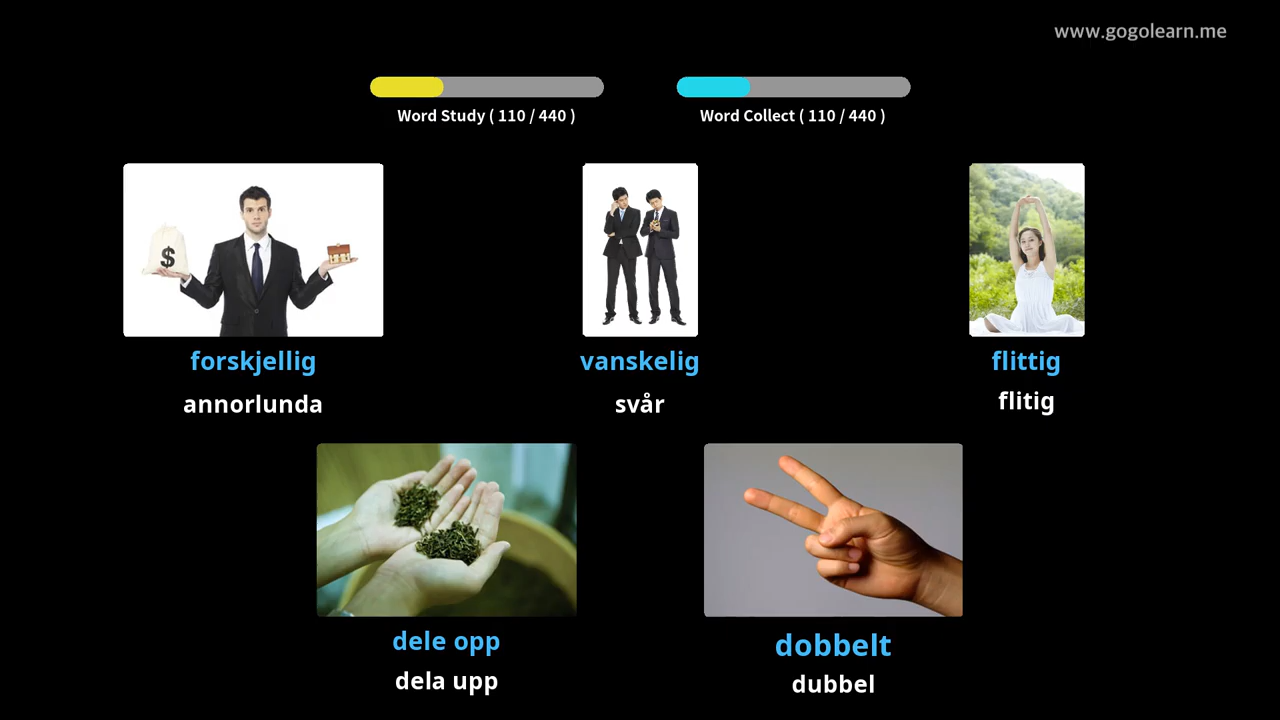 www.gogolearn.me
Word Study ( 110 / 440 )
Word Collect ( 110 / 440 )
$
forskjellig
annorlunda
vanskelig
svår
flittig
flitig
dele opp
dela upp
dobbelt
dubbel